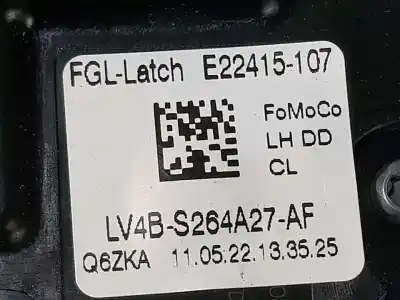 FGL-Latch E22415-107
FoMoCo
LH DD
CL
LV4B-S264A27-AF
Q6ZKA 11.05.22.13.35.25